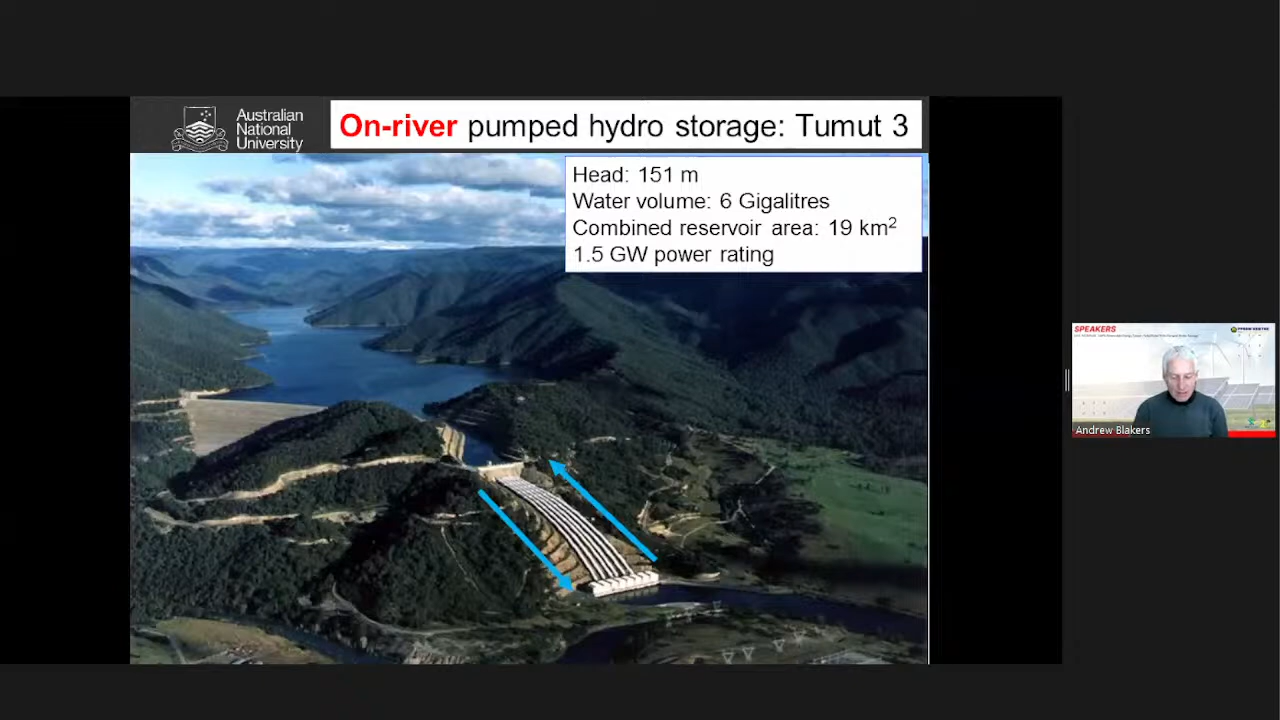 Australian
National
University
On-river pumped hydro storage: Tumut 3
Head: 151 m
Water volume: 6 Gigalitres
Combined reservoir area: 19 km²
1.5 GW power rating
SPEAKERS
Andrew Blakers